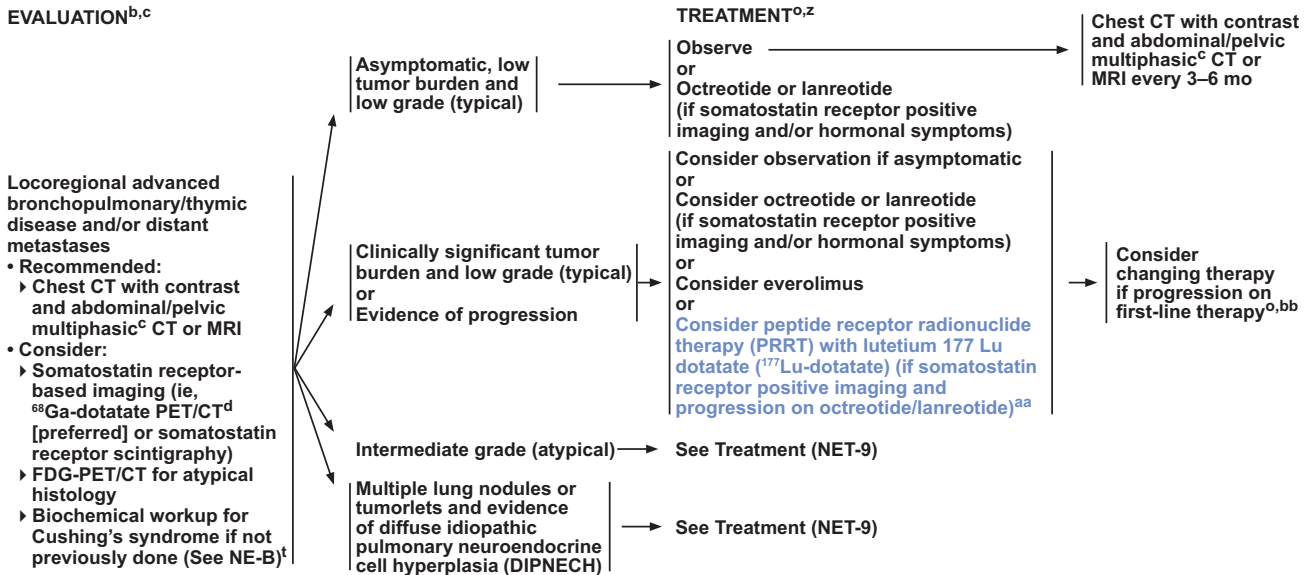 EVALUATIONb,c
Locoregional advanced
bronchopulmonary/thymic
disease and/or distant
metastases
• Recommended:
▸ Chest CT with contrast
and abdominal/pelvic
multiphasicc CT or MRI
• Consider:
▸ Somatostatin receptor-
based imaging (ie,
68Ga-dotatate PET/CTd
[preferred] or somatostatin
receptor scintigraphy)
▸ FDG-PET/CT for atypical
histology
▸ Biochemical workup for
Cushing's syndrome if not
previously done (See NE-B)t
Asymptomatic, low
tumor burden and
low grade (typical)
Clinically significant tumor
burden and low grade (typical)
or
Evidence of progression
Intermediate grade (atypical)
Multiple lung nodules or
tumorlets and evidence
of diffuse idiopathic
pulmonary neuroendocrine
cell hyperplasia (DIPNECH)
TREATMENTo,z
Observe
or
Octreotide or lanreotide
(if somatostatin receptor positive
imaging and/or hormonal symptoms)
Consider observation if asymptomatic
or
Consider octreotide or lanreotide
(if somatostatin receptor positive
imaging and/or hormonal symptoms)
or
Consider everolimus
or
Consider peptide receptor radionuclide
therapy (PRRT) with lutetium 177 Lu
dotatate (177Lu-dotatate) (if somatostatin
receptor positive imaging and
progression on octreotide/lanreotide)aa
See Treatment (NET-9)
See Treatment (NET-9)
Chest CT with contrast
and abdominal/pelvic
multiphasicc CT or
MRI every 3–6 mo
Consider
changing therapy
if progression on
first-line therapyo,bb